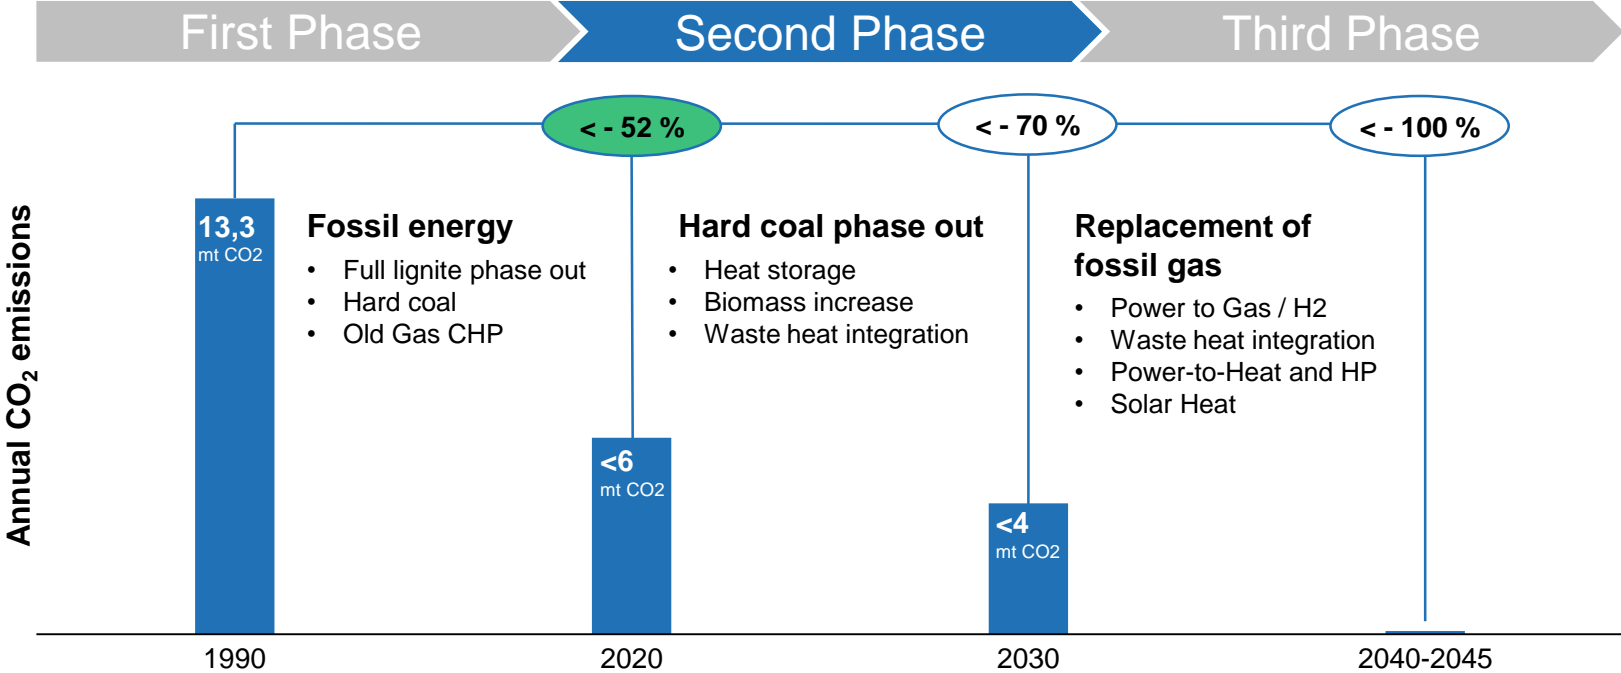 First Phase
Second Phase
Third Phase
< - 52 %
< - 70 %
< - 100 %
Annual CO₂ emissions
13,3
mt CO2
Fossil energy
• Full lignite phase out
• Hard coal
• Old Gas CHP
<6
mt CO2
Hard coal phase out
• Heat storage
• Biomass increase
• Waste heat integration
<4
mt CO2
Replacement of
fossil gas
• Power to Gas / H2
• Waste heat integration
• Power-to-Heat and HP
• Solar Heat
1990
2020
2030
2040-2045